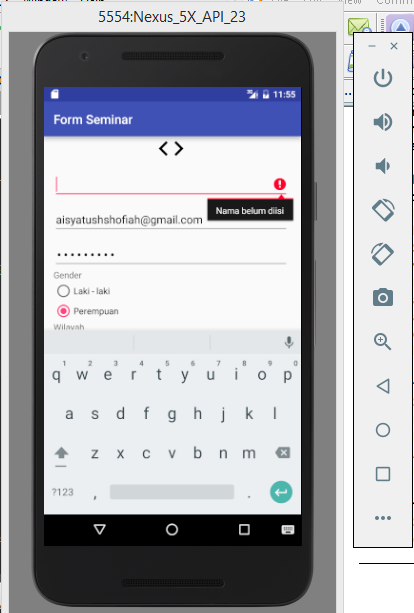 5554:Nexus_5X_API_23
11:55
Form Seminar
Nama belum diisi
aisyatushshofiah@gmail.com
Gender
Laki - laki
Perempuan
Wilayah
1 2 3 4 5 6 7 8 9 0
q w e r t y u i o p
a s d f g h j k l
z x c v b n m
?123 , .